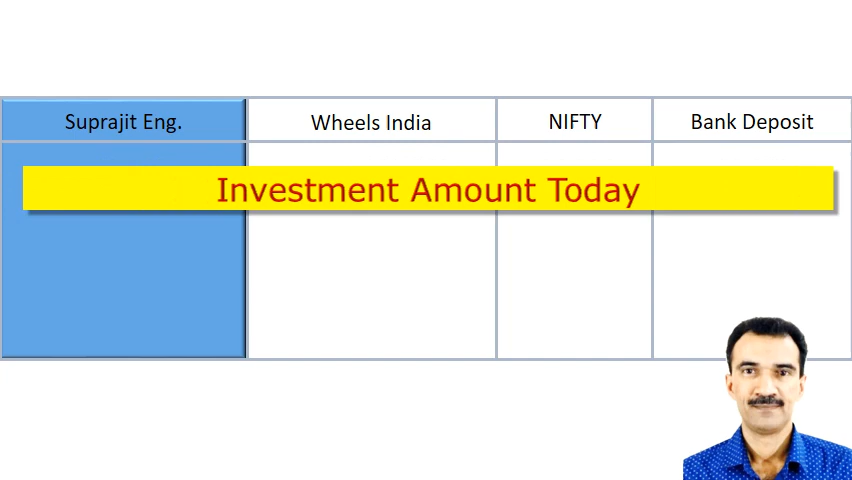 Suprajit Eng. Wheels India NIFTY Bank Deposit
Investment Amount Today